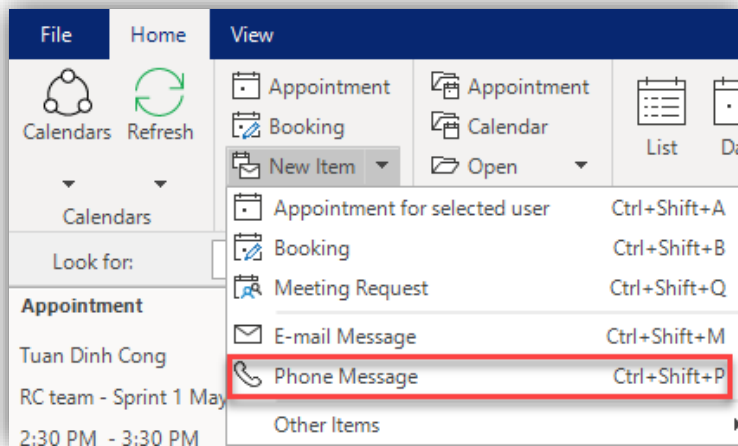 File Home View
Calendars Refresh
Calendars
Appointment
Booking
New Item
Appointment
Calendar
Open
List
Look for:
Appointment for selected user Ctrl+Shift+A
Booking Ctrl+Shift+B
Meeting Request Ctrl+Shift+Q
E-mail Message Ctrl+Shift+M
Phone Message Ctrl+Shift+P
Other Items
Appointment
Tuan Dinh Cong
RC team - Sprint 1 May
2:30 PM - 3:30 PM